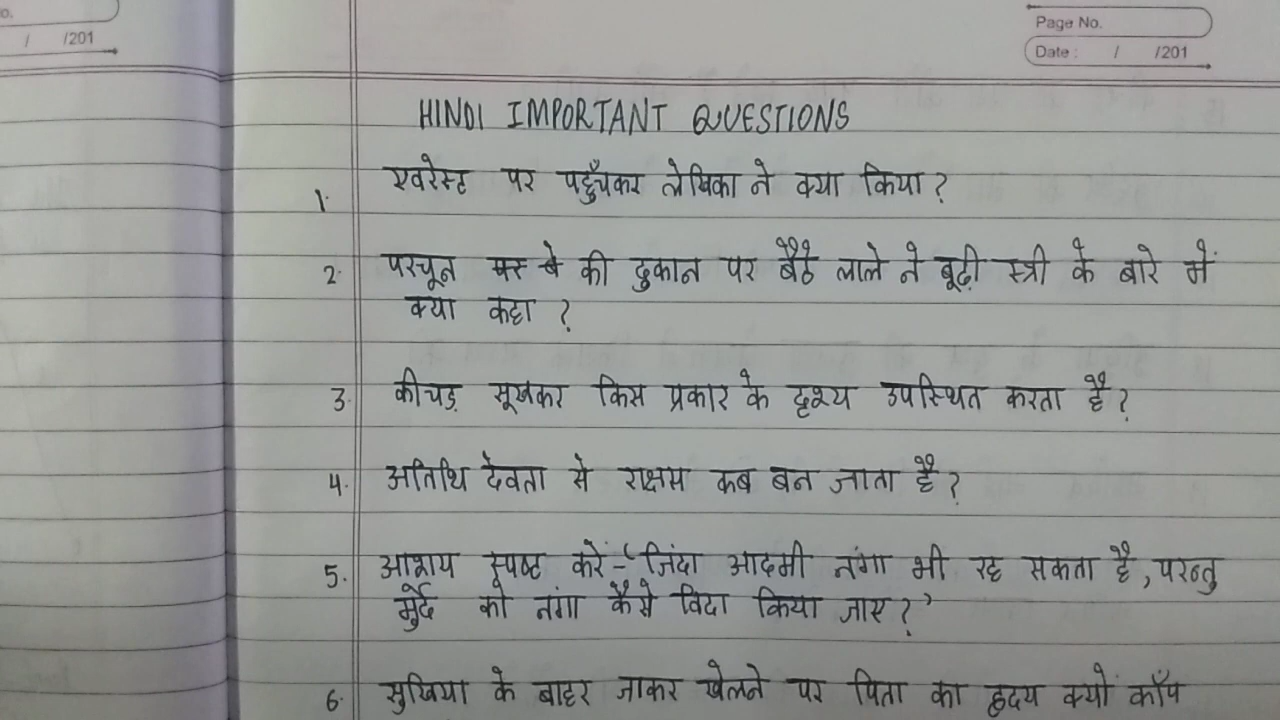 o.
/ /201
Page No.
Date : / /201
HINDI IMPORTANT QUESTIONS
1. एवरेस्ट पर पहुँचकर लेखिका ने क्या किया?
2. परचून की दुकान पर बैठे लाले ने बूढ़ी स्त्री के बारे में
क्या कहा ?
3. कीचड़ सूखकर किस प्रकार के दृश्य उपस्थित करता है?
4. अतिथि देवता से राक्षस कब बन जाता है?
5. आशय स्पष्ट करें - 'जिंदा आदमी नंगा भी रह सकता है, परन्तु
मुर्दे को नंगा कैसे विदा किया जाए?'
6. सुखिया के बाहर जाकर खेलने पर पिता का हृदय क्यों काँप